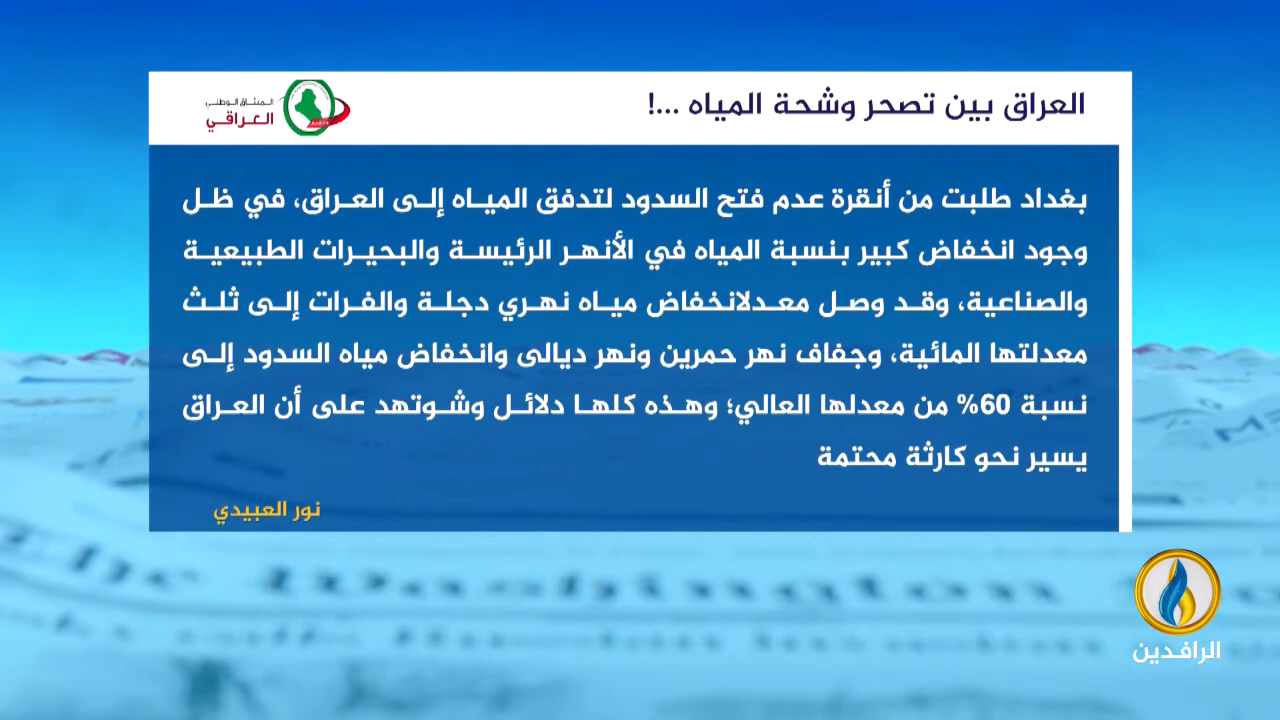 العراق بين تصحر وشحة المياه ...!
الميثاق الوطني
العراقي
بغداد طلبت من أنقرة عدم فتح السدود لتدفق المياه إلى العراق، في ظل
وجود انخفاض كبير بنسبة المياه في الأنهر الرئيسة والبحيرات الطبيعية
والصناعية، وقد وصل معدلانخفاض مياه نهري دجلة والفرات إلى ثلث
معدلتها المائية، وجفاف نهر حمرين ونهر ديالى وانخفاض مياه السدود إلى
نسبة 60% من معدلها العالي؛ وهذه كلها دلائل وشوتهد على أن العراق
يسير نحو كارثة محتمة
نور العبيدي
الرافدين